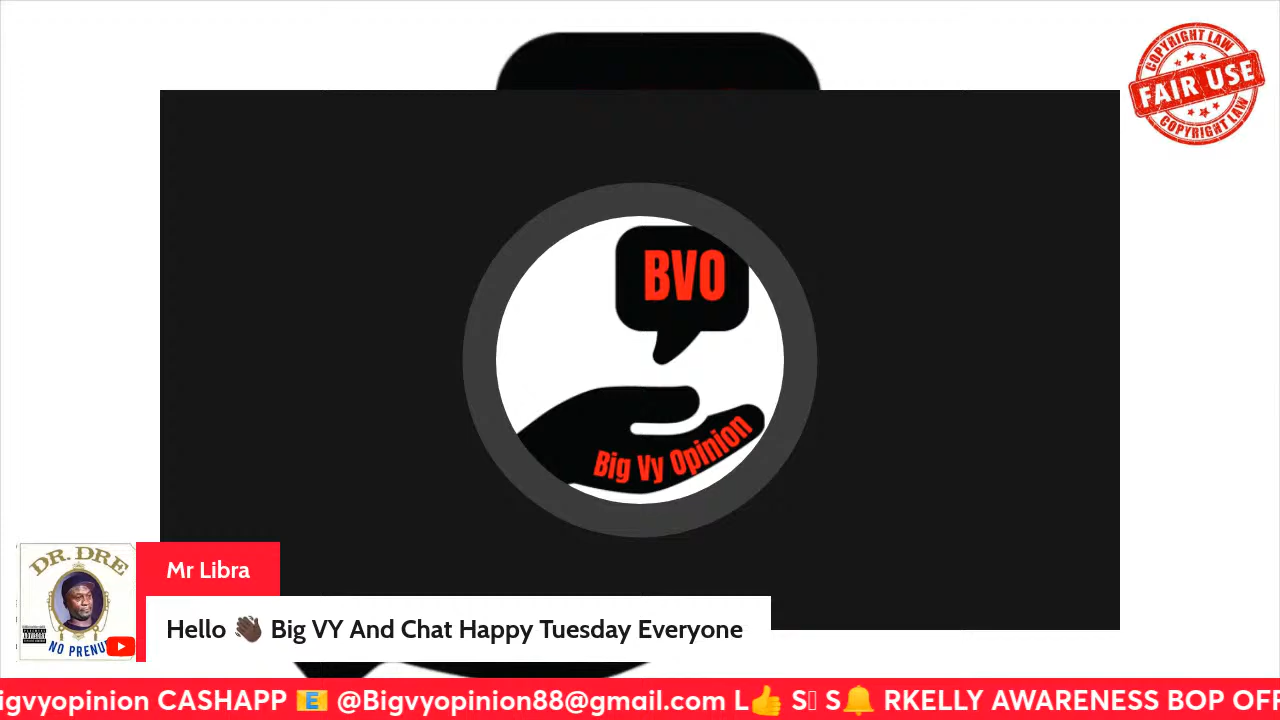 COPYRIGHT LAW
FAIR USE
COPYRIGHT LAW
BVO
Big Vy Opinion
DR. DRE
NO PRENU
Mr Libra
Hello 👋🏿 Big VY And Chat Happy Tuesday Everyone
igvyopinion CASHAPP 📧 @Bigvyopinion88@gmail.com L👍 S S🔔 RKELLY AWARENESS BOP OFF